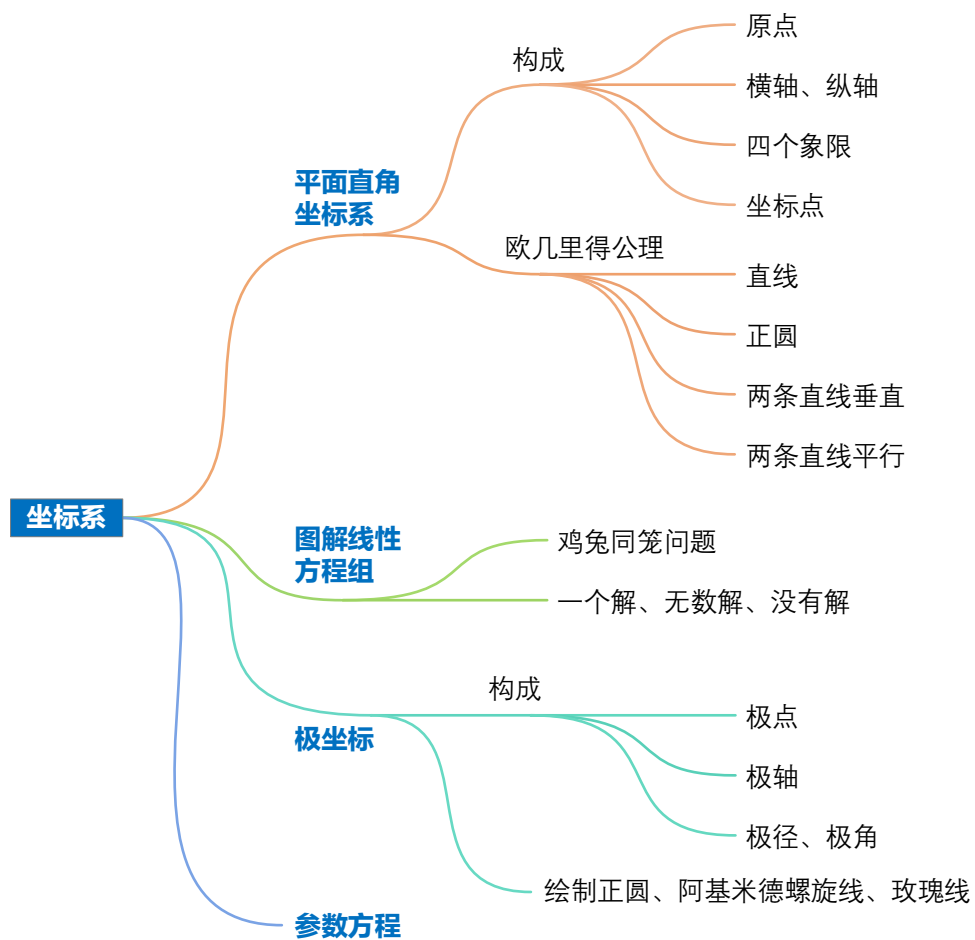 坐标系
平面直角
坐标系
构成
原点
横轴、纵轴
四个象限
坐标点
欧几里得公理
直线
正圆
两条直线垂直
两条直线平行
图解线性
方程组
鸡兔同笼问题
一个解、无数解、没有解
极坐标
构成
极点
极轴
极径、极角
绘制正圆、阿基米德螺旋线、玫瑰线
参数方程